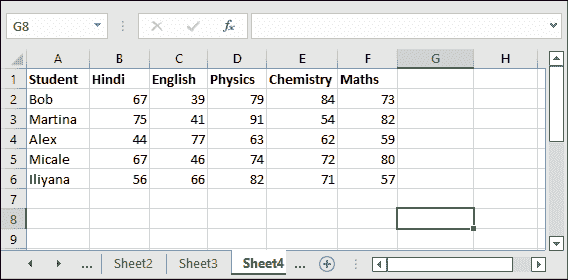 G8 fx
A B C D E F G H
1 Student Hindi English Physics Chemistry Maths
2 Bob 67 39 79 84 73
3 Martina 75 41 91 54 82
4 Alex 44 77 63 62 59
5 Micale 67 46 74 72 80
6 Iliyana 56 66 82 71 57
7
8
9
... Sheet2 Sheet3 Sheet4 ...